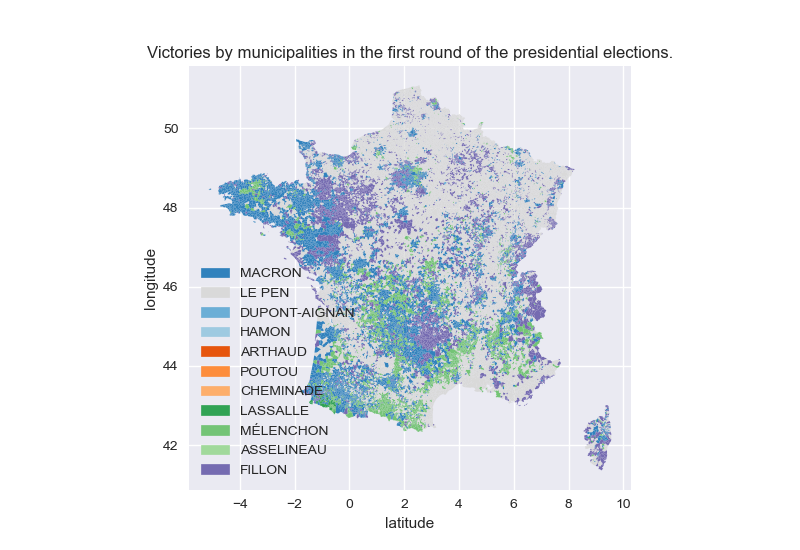 Victories by municipalities in the first round of the presidential elections.
50
48
46
44
42
longitude
MACRON
LE PEN
DUPONT-AIGNAN
HAMON
ARTHAUD
POUTOU
CHEMINADE
LASSALLE
MÉLENCHON
ASSELINEAU
FILLON
−4 −2 0 2 4 6 8 10
latitude